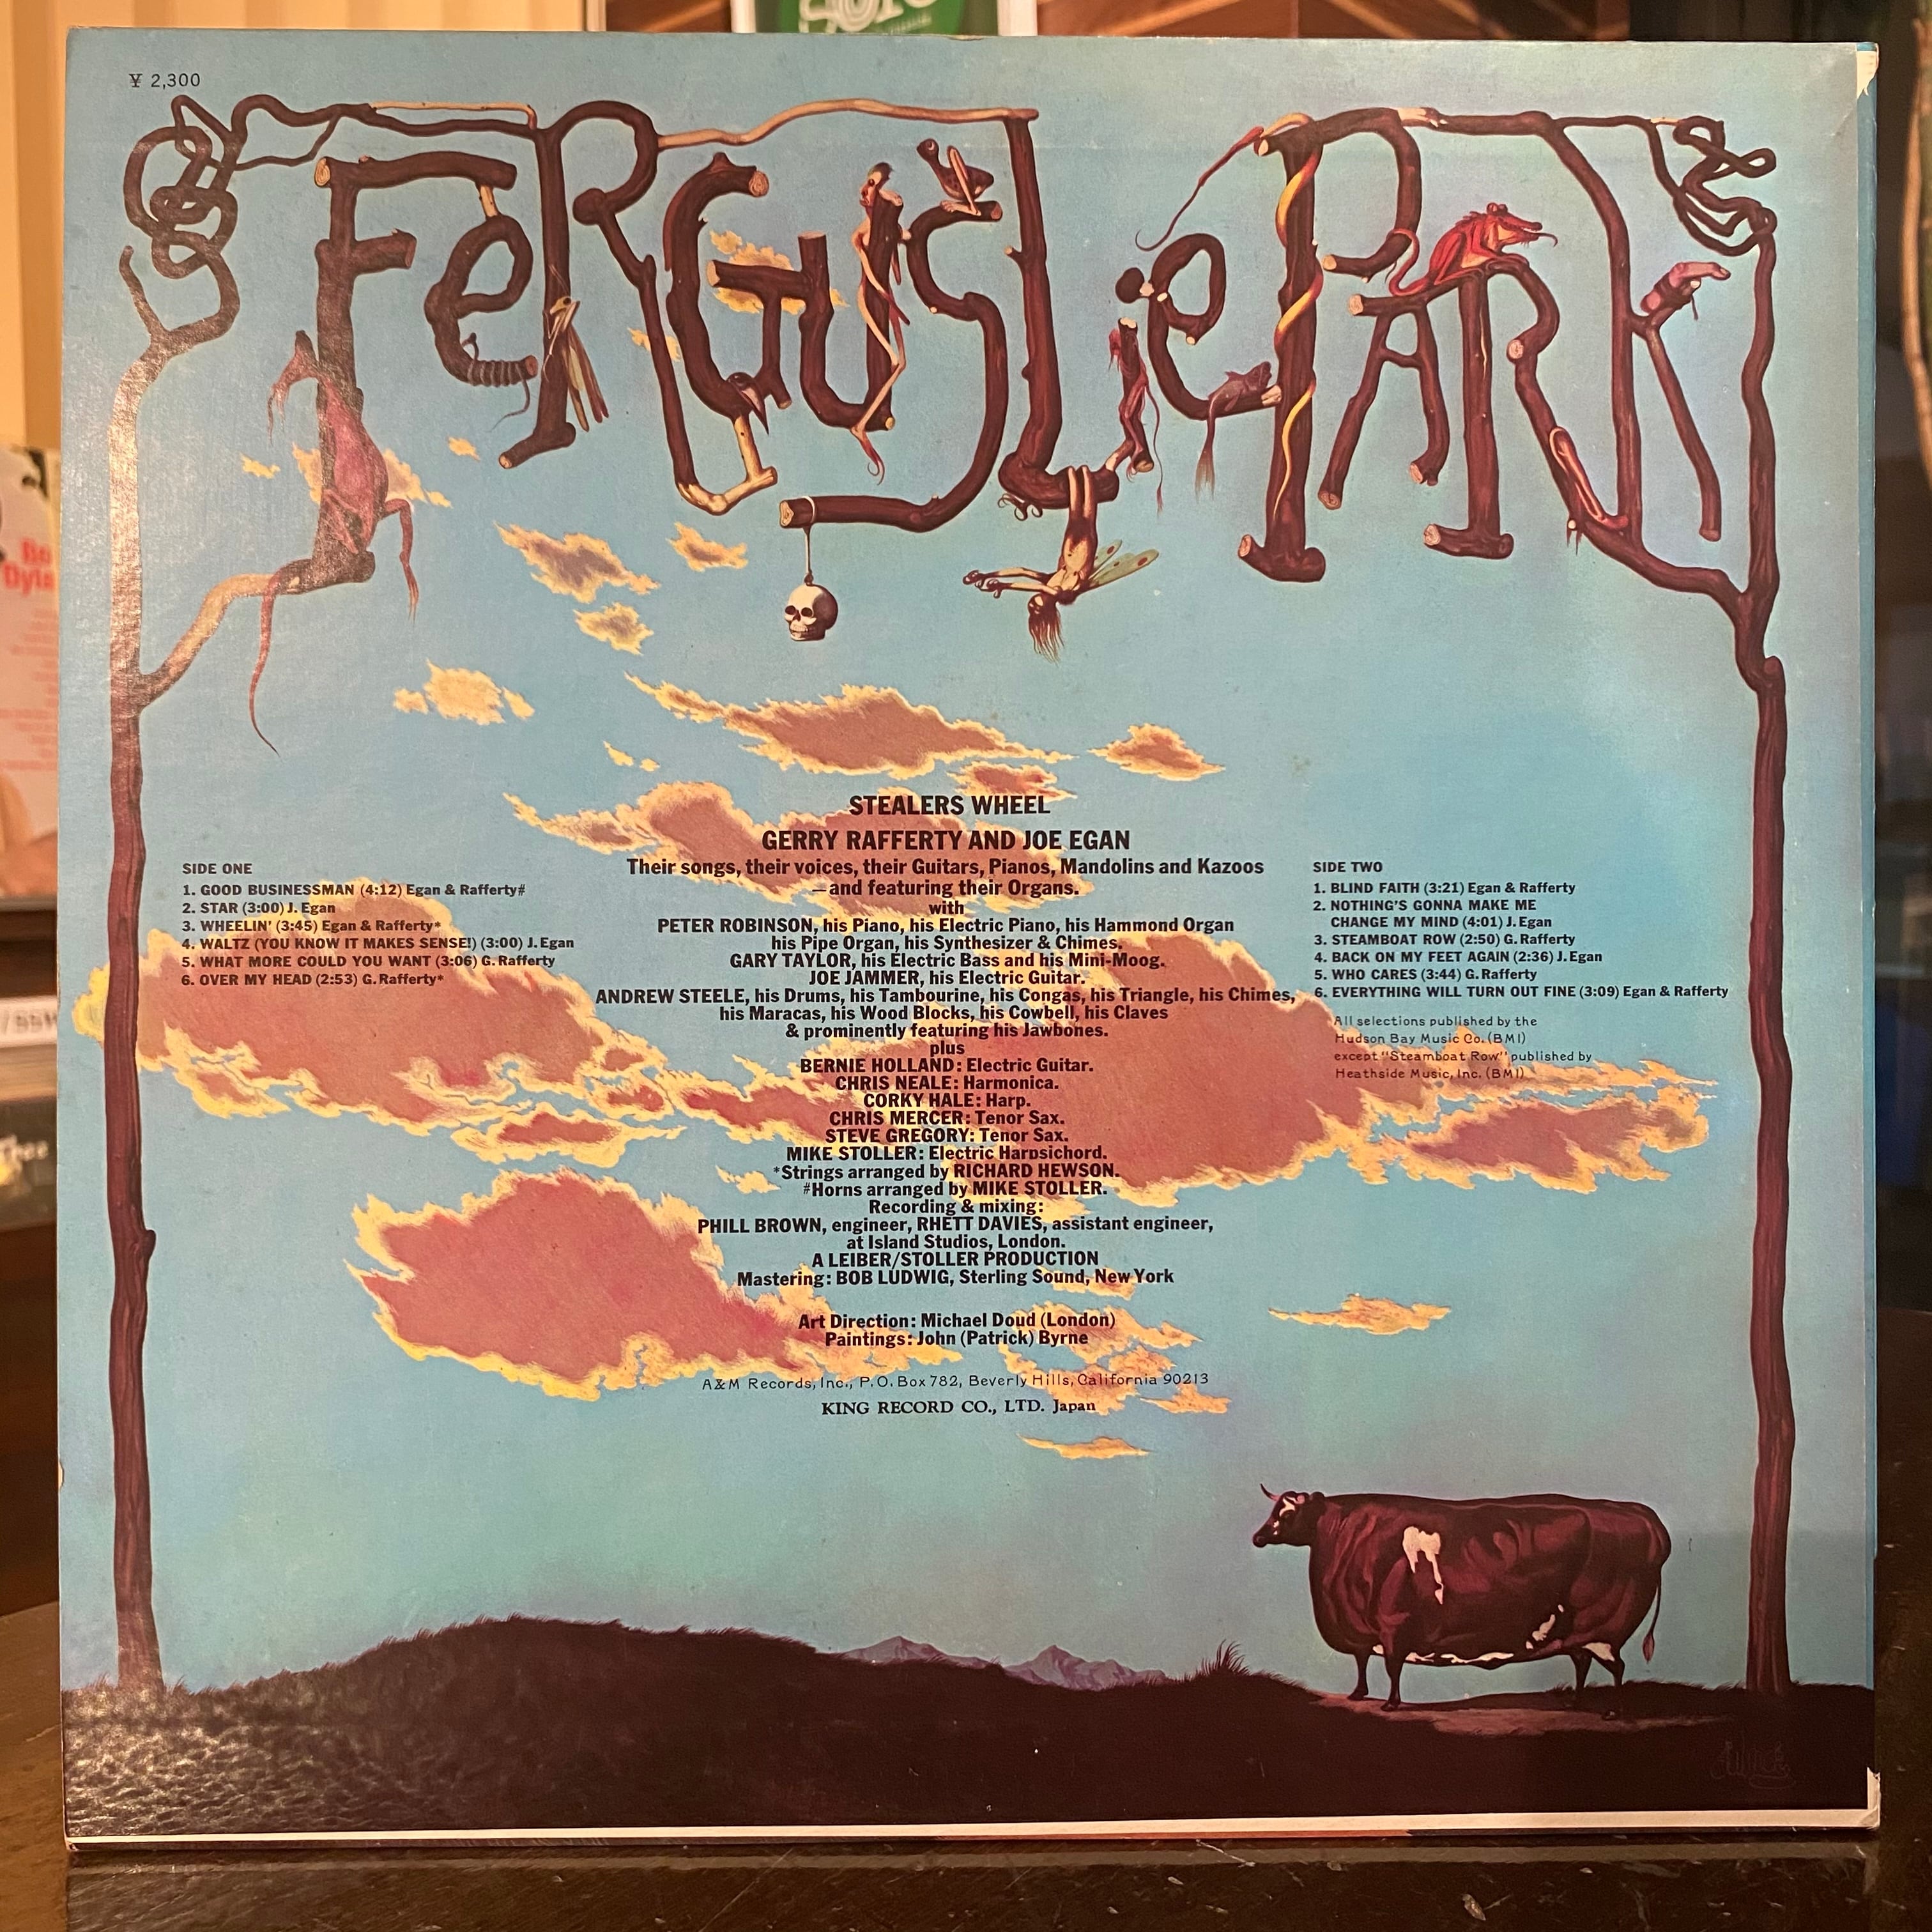 ¥ 2,300
FERGUSLIE PARK
STEALERS WHEEL
GERRY RAFFERTY AND JOE EGAN
Their songs, their voices, their Guitars, Pianos, Mandolins and Kazoos
—and featuring their Organs.
with
PETER ROBINSON, his Piano, his Electric Piano, his Hammond Organ
his Pipe Organ, his Synthesizer & Chimes.
GARY TAYLOR, his Electric Bass and his Mini-Moog.
JOE JAMMER, his Electric Guitar.
ANDREW STEELE, his Drums, his Tambourine, his Congas, his Triangle, his Chimes,
his Maracas, his Wood Blocks, his Cowbell, his Claves
& prominently featuring his Jawbones.
plus
BERNIE HOLLAND: Electric Guitar.
CHRIS NEALE: Harmonica.
CORKY HALE: Harp.
CHRIS MERCER: Tenor Sax.
STEVE GREGORY: Tenor Sax.
MIKE STOLLER: Electric Harpsichord.
*Strings arranged by RICHARD HEWSON.
#Horns arranged by MIKE STOLLER.
Recording & mixing:
PHILL BROWN, engineer, RHETT DAVIES, assistant engineer,
at Island Studios, London.
A LEIBER/STOLLER PRODUCTION
Mastering: BOB LUDWIG, Sterling Sound, New York
Art Direction: Michael Doud (London)
Paintings: John (Patrick) Byrne
A&M Records, Inc., P.O. Box 782, Beverly Hills, California 90213
KING RECORD CO., LTD. Japan
SIDE ONE
1. GOOD BUSINESSMAN (4:12) Egan & Rafferty#
2. STAR (3:00) J. Egan
3. WHEELIN' (3:45) Egan & Rafferty*
4. WALTZ (YOU KNOW IT MAKES SENSE!) (3:00) J. Egan
5. WHAT MORE COULD YOU WANT (3:06) G. Rafferty
6. OVER MY HEAD (2:53) G. Rafferty*
SIDE TWO
1. BLIND FAITH (3:21) Egan & Rafferty
2. NOTHING'S GONNA MAKE ME
CHANGE MY MIND (4:01) J. Egan
3. STEAMBOAT ROW (2:50) G. Rafferty
4. BACK ON MY FEET AGAIN (2:36) J. Egan
5. WHO CARES (3:44) G. Rafferty
6. EVERYTHING WILL TURN OUT FINE (3:09) Egan & Rafferty
All selections published by the
Hudson Bay Music Co. (BMI)
except "Steamboat Row" published by
Heathside Music, Inc. (BMI)